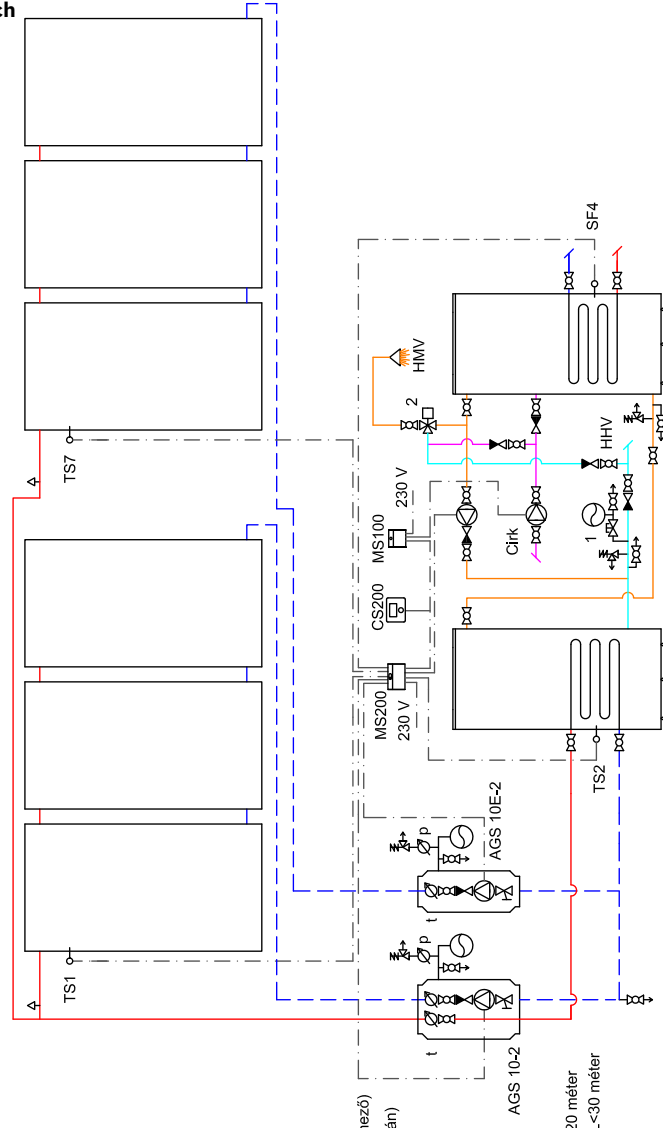 ch
TS7
TS1
SF4
HMV
2
HHV
1
230 V
MS100
Cirk
CS200
MS200
230 V
TS2
AGS 10E-2
p
t
p
t
AGS 10-2
20 méter
L<30 méter